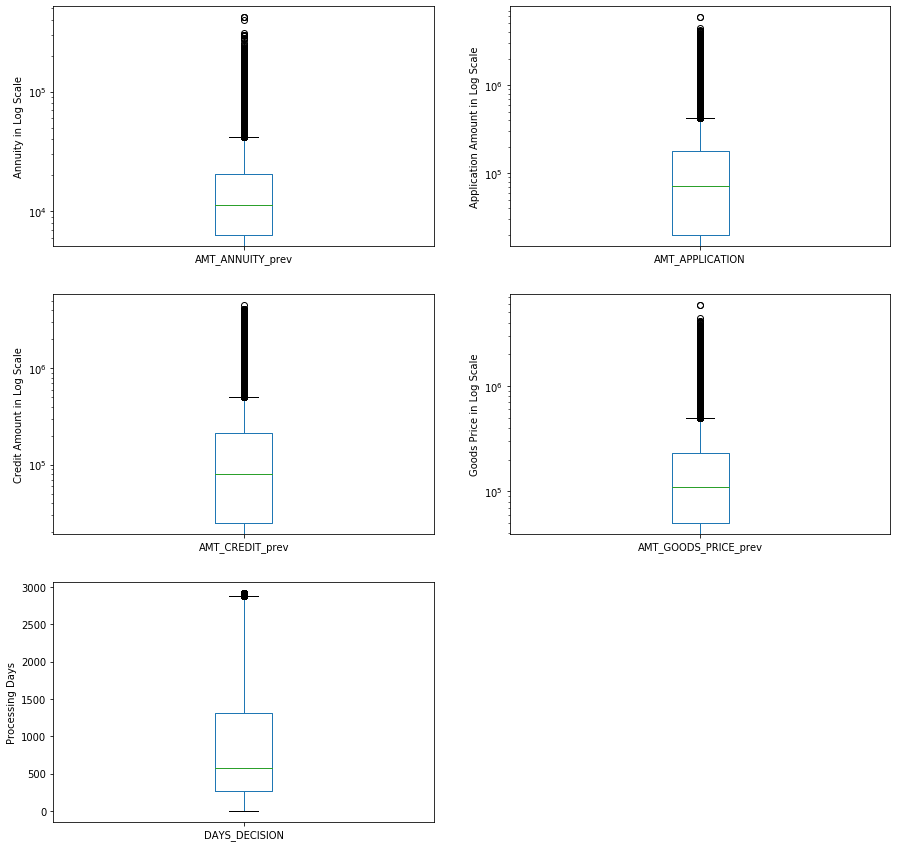 Annuity in Log Scale
10⁵
10⁴
AMT_ANNUITY_prev
Application Amount in Log Scale
10⁶
10⁵
AMT_APPLICATION
Credit Amount in Log Scale
10⁶
10⁵
AMT_CREDIT_prev
Goods Price in Log Scale
10⁶
10⁵
AMT_GOODS_PRICE_prev
Processing Days
3000
2500
2000
1500
1000
500
0
DAYS_DECISION